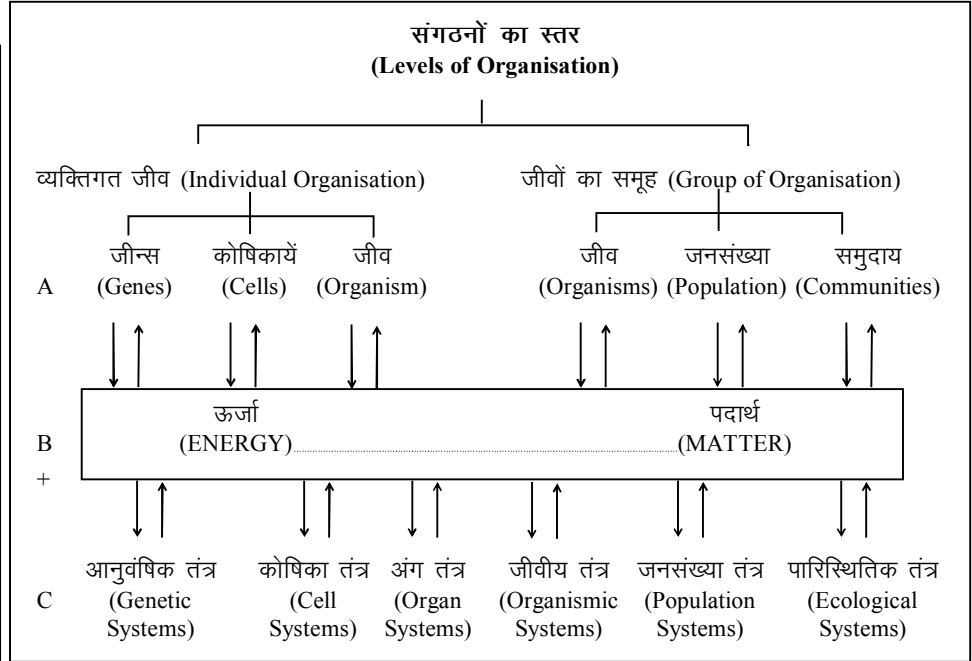 संगठनों का स्तर
(Levels of Organisation)
व्यक्तिगत जीव (Individual Organisation) जीवों का समूह (Group of Organisation)
जीन्स कोषिकायें जीव जीव जनसंख्या समुदाय
A (Genes) (Cells) (Organism) (Organisms) (Population) (Communities)
ऊर्जा पदार्थ
B (ENERGY) (MATTER)
+
आनुवंषिक तंत्र कोषिका तंत्र अंग तंत्र जीवीय तंत्र जनसंख्या तंत्र पारिस्थितिक तंत्र
C (Genetic (Cell (Organ (Organismic (Population (Ecological
Systems) Systems) Systems) Systems) Systems) Systems)